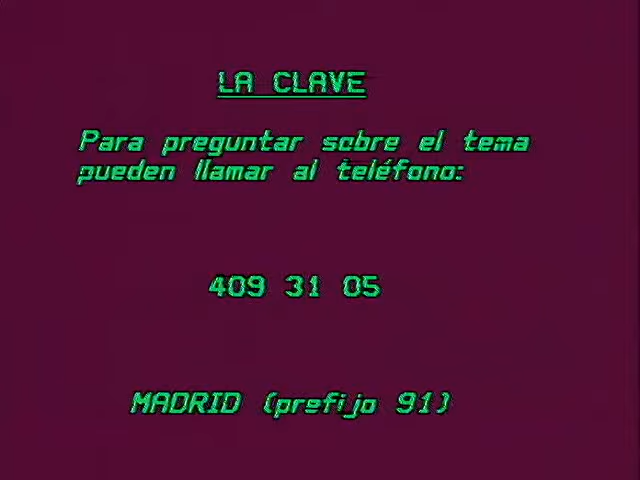 LA CLAVE
Para preguntar sobre el tema
pueden llamar al teléfono:
409 31 05
MADRID (prefijo 91)